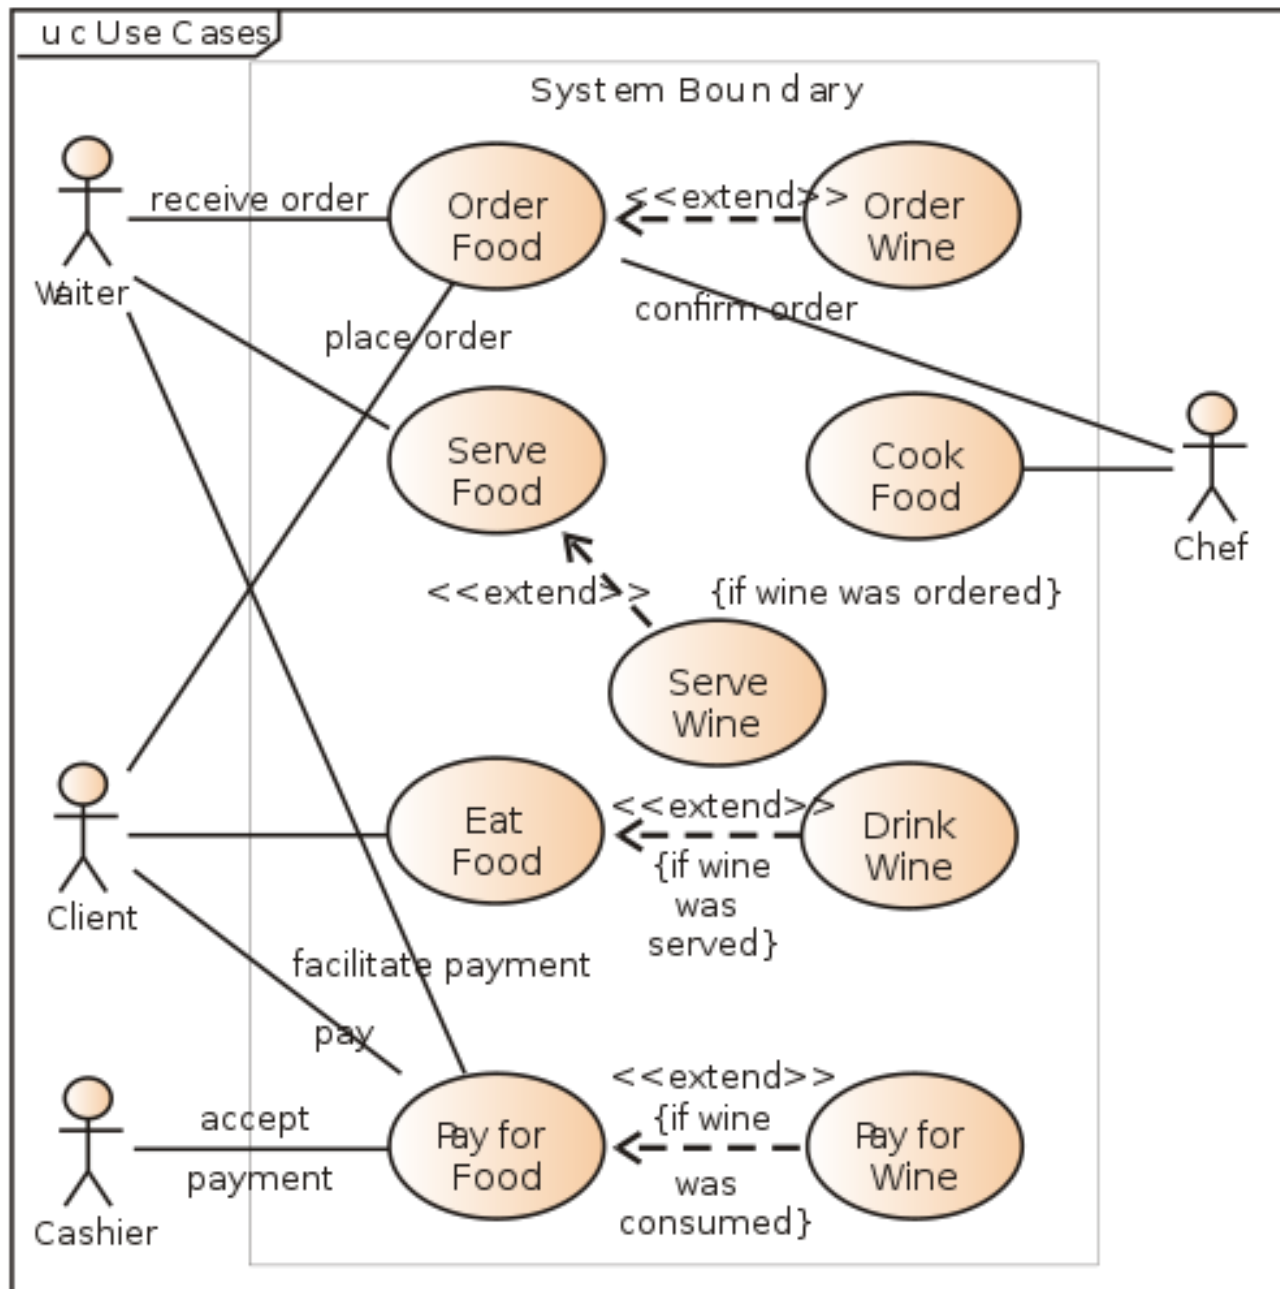 uc Use Cases
System Boundary
receive order
Order
Food
<<extend>>
Order
Wine
Waiter
confirm order
place order
Serve
Food
Cook
Food
Chef
<<extend>>
{if wine was ordered}
Serve
Wine
Eat
Food
<<extend>>
{if wine
was
served}
Drink
Wine
Client
facilitate payment
pay
accept
payment
Pay for
Food
<<extend>>
{if wine
was
consumed}
Pay for
Wine
Cashier